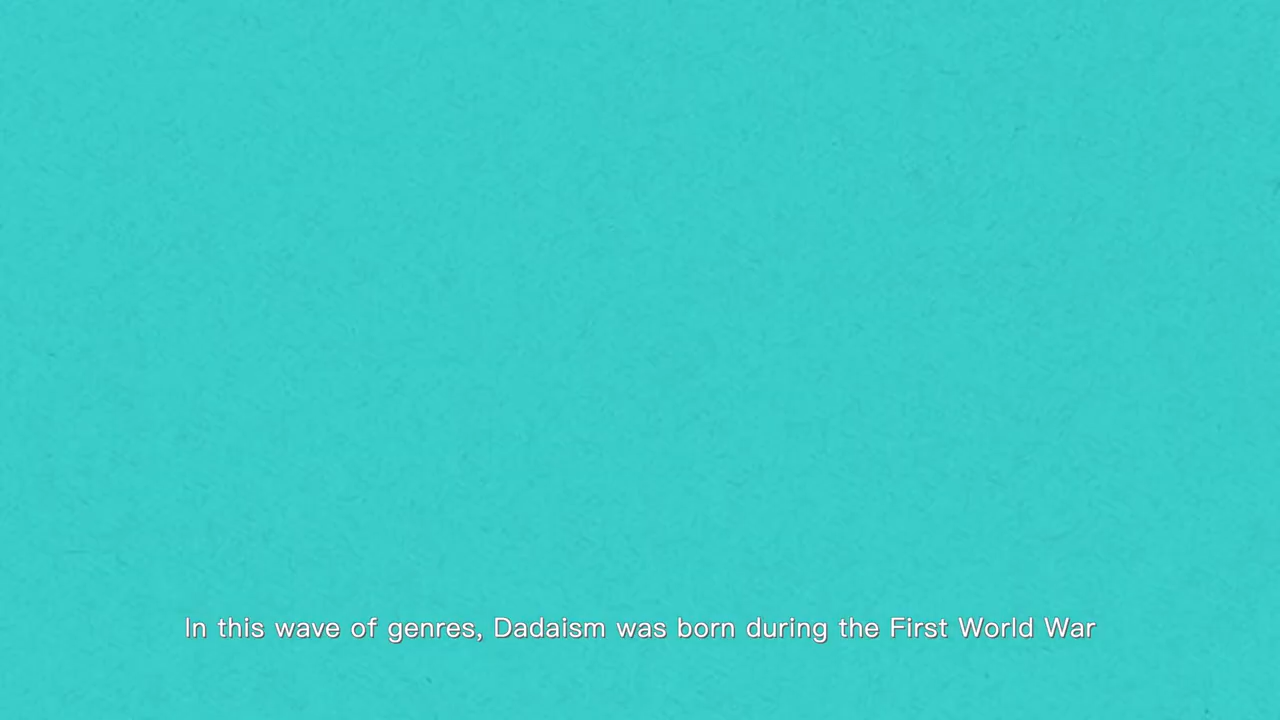 In this wave of genres, Dadaism was born during the First World War